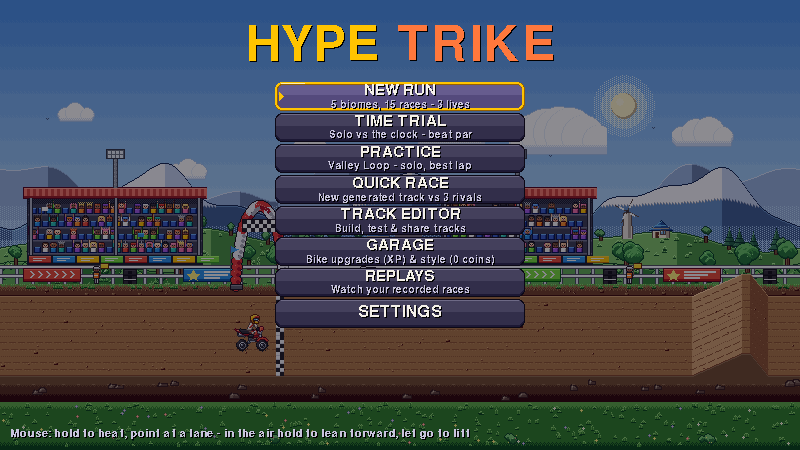 HYPE TRIKE
NEW RUN
5 biomes, 15 races - 3 lives
TIME TRIAL
Solo vs the clock - beat par
PRACTICE
Valley Loop - solo, best lap
QUICK RACE
New generated track vs 3 rivals
TRACK EDITOR
Build, test & share tracks
GARAGE
Bike upgrades (XP) & style (0 coins)
REPLAYS
Watch your recorded races
SETTINGS
Mouse: hold to heat, point at a lane - in the air hold to lean forward, let go to lift